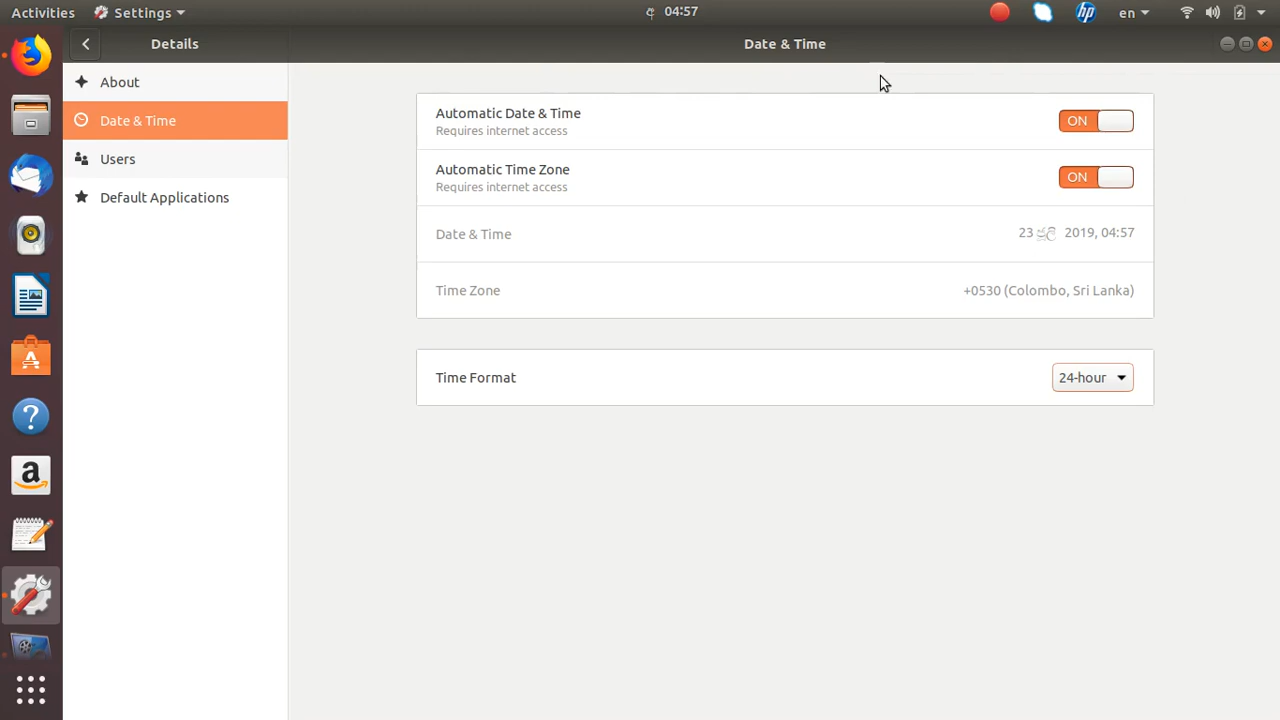 Activities
Settings
අ 04:57
en
Details
Date & Time
About
Date & Time
Users
Default Applications
Automatic Date & Time
Requires internet access
ON
Automatic Time Zone
Requires internet access
ON
Date & Time
23 ජූලි 2019, 04:57
Time Zone
+0530 (Colombo, Sri Lanka)
Time Format
24-hour